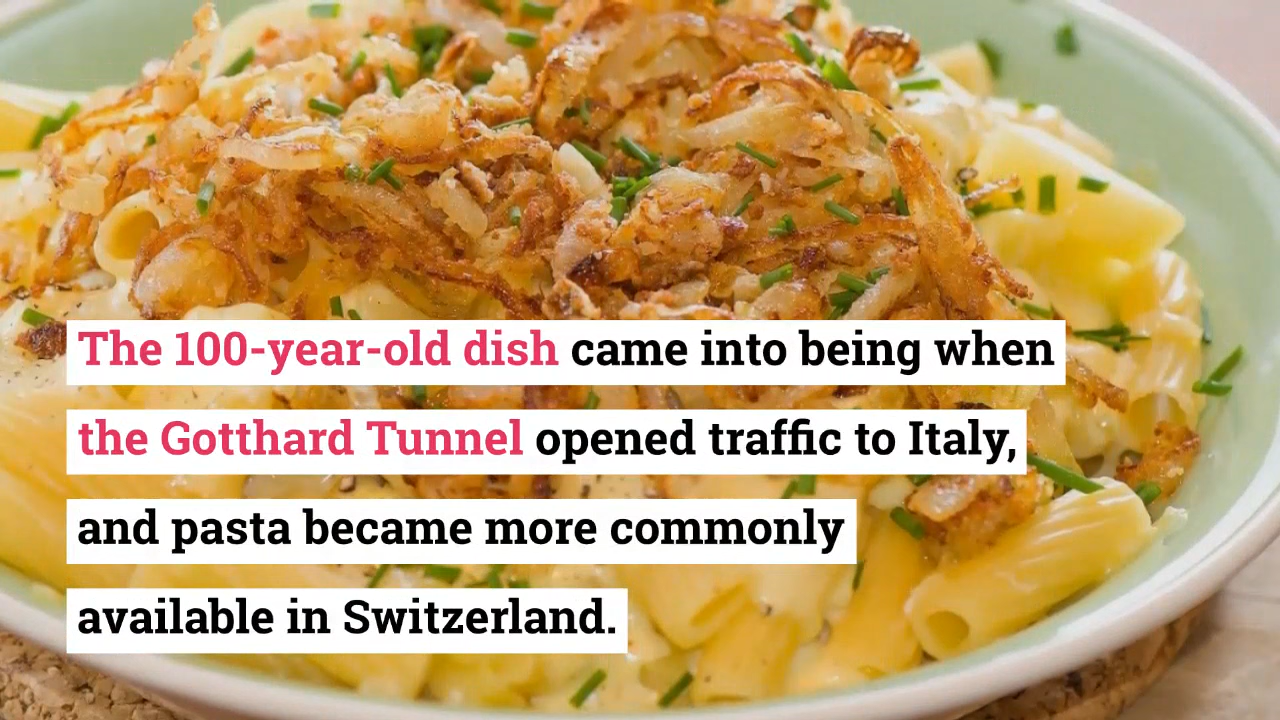 The 100-year-old dish came into being when
the Gotthard Tunnel opened traffic to Italy,
and pasta became more commonly
available in Switzerland.